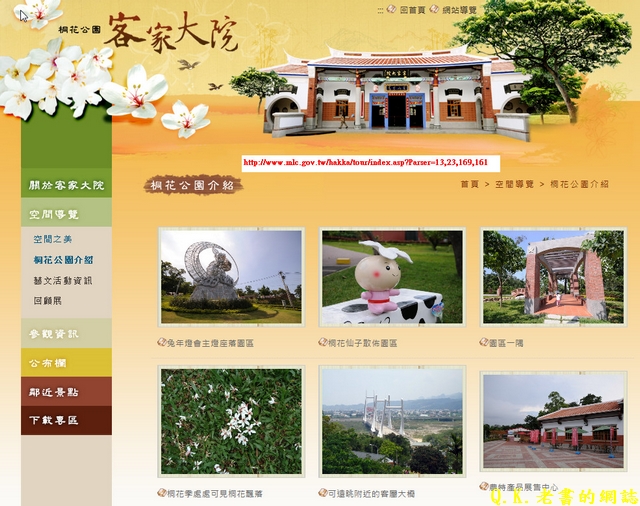 ::: 回首頁 網站導覽
桐花公園 客家大院
http://www.mlc.gov.tw/hakka/tour/index.asp?Parser=13,23,169,161
關於客家大院
空間導覽
空間之美
桐花公園介紹
藝文活動資訊
回顧展
參觀資訊
公布欄
鄰近景點
下載專區
桐花公園介紹
首頁 > 空間導覽 > 桐花公園介紹
兔年燈會主燈座落園區
桐花仙子散佈園區
園區一隅
桐花季處處可見桐花飄落
可遠眺附近的客屬大橋
農特產品展售中心
Q.K.老書的網誌